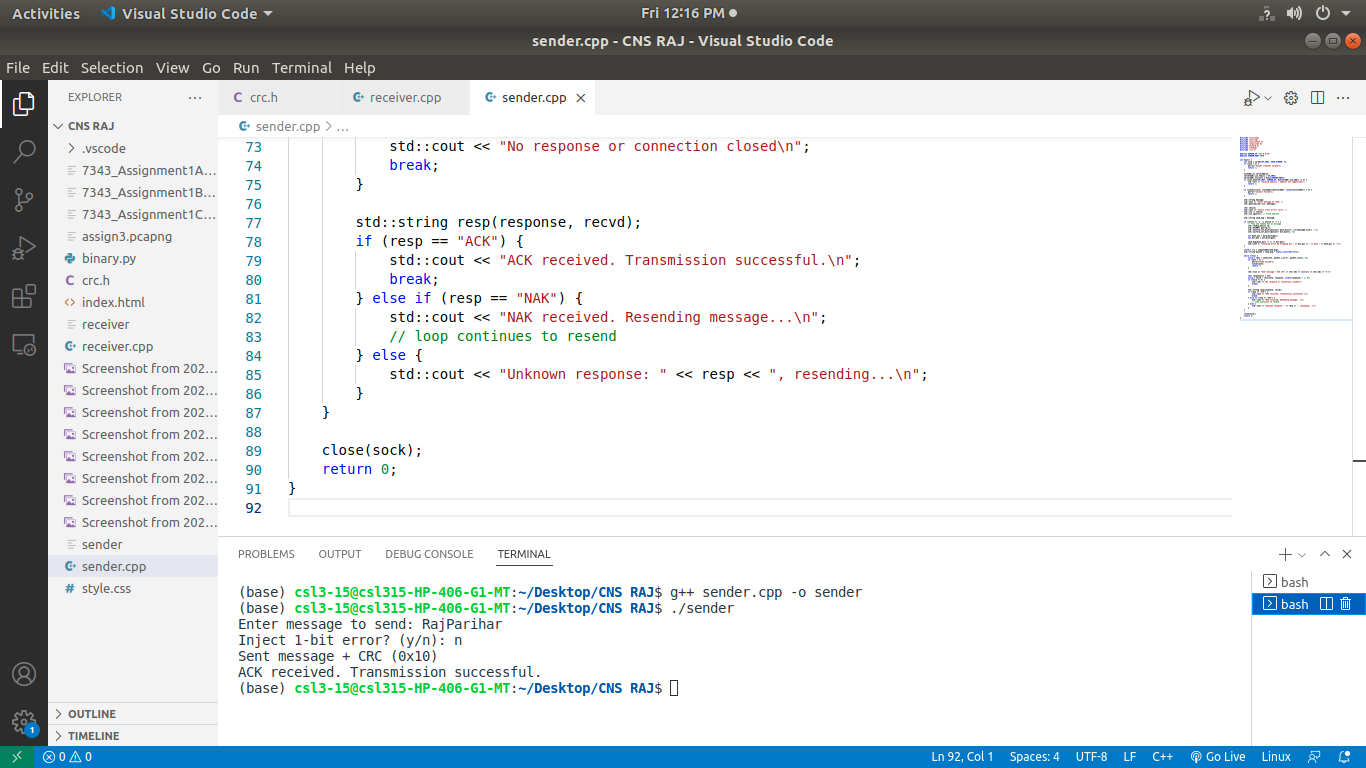 Activities Visual Studio Code Fri 12:16 PM
sender.cpp - CNS RAJ - Visual Studio Code
File Edit Selection View Go Run Terminal Help
EXPLORER ...
CNS RAJ
.vscode
7343_Assignment1A...
7343_Assignment1B...
7343_Assignment1C...
assign3.pcapng
binary.py
C crc.h
<> index.html
receiver
receiver.cpp
Screenshot from 202...
Screenshot from 202...
Screenshot from 202...
Screenshot from 202...
Screenshot from 202...
Screenshot from 202...
Screenshot from 202...
Screenshot from 202...
sender
sender.cpp
# style.css
OUTLINE
TIMELINE
C crc.h receiver.cpp sender.cpp
sender.cpp > ...
73 std::cout << "No response or connection closed\n";
74 break;
75 }
76
77 std::string resp(response, recvd);
78 if (resp == "ACK") {
79 std::cout << "ACK received. Transmission successful.\n";
80 break;
81 } else if (resp == "NAK") {
82 std::cout << "NAK received. Resending message...\n";
83 // loop continues to resend
84 } else {
85 std::cout << "Unknown response: " << resp << ", resending...\n";
86 }
87 }
88
89 close(sock);
90 return 0;
91 }
92
PROBLEMS OUTPUT DEBUG CONSOLE TERMINAL
(base) csl3-15@csl315-HP-406-G1-MT:~/Desktop/CNS RAJ$ g++ sender.cpp -o sender
(base) csl3-15@csl315-HP-406-G1-MT:~/Desktop/CNS RAJ$ ./sender
Enter message to send: RajParihar
Inject 1-bit error? (y/n): n
Sent message + CRC (0x10)
ACK received. Transmission successful.
(base) csl3-15@csl315-HP-406-G1-MT:~/Desktop/CNS RAJ$
bash
bash
1
0 0 Ln 92, Col 1 Spaces: 4 UTF-8 LF C++ Go Live Linux